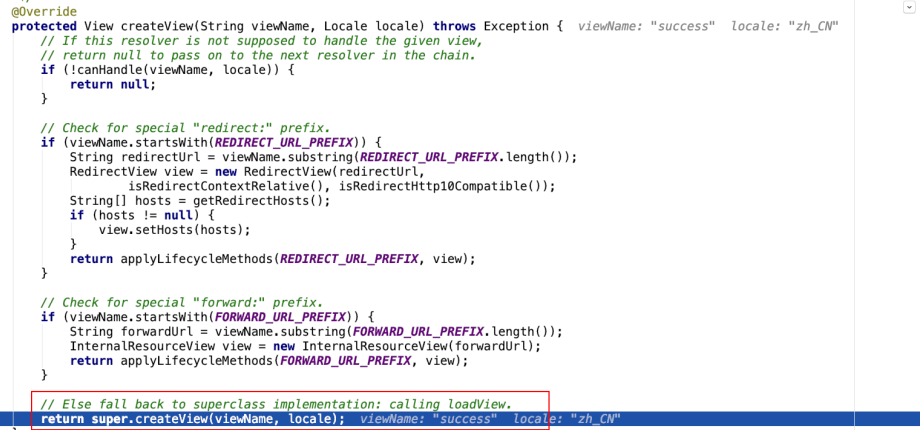 @Override
protected View createView(String viewName, Locale locale) throws Exception {  viewName: "success"  locale: "zh_CN"
    // If this resolver is not supposed to handle the given view,
    // return null to pass on to the next resolver in the chain.
    if (!canHandle(viewName, locale)) {
        return null;
    }
    // Check for special "redirect:" prefix.
    if (viewName.startsWith(REDIRECT_URL_PREFIX)) {
        String redirectUrl = viewName.substring(REDIRECT_URL_PREFIX.length());
        RedirectView view = new RedirectView(redirectUrl,
                isRedirectContextRelative(), isRedirectHttp10Compatible());
        String[] hosts = getRedirectHosts();
        if (hosts != null) {
            view.setHosts(hosts);
        }
        return applyLifecycleMethods(REDIRECT_URL_PREFIX, view);
    }
    // Check for special "forward:" prefix.
    if (viewName.startsWith(FORWARD_URL_PREFIX)) {
        String forwardUrl = viewName.substring(FORWARD_URL_PREFIX.length());
        InternalResourceView view = new InternalResourceView(forwardUrl);
        return applyLifecycleMethods(FORWARD_URL_PREFIX, view);
    }
    // Else fall back to superclass implementation: calling loadView.
    return super.createView(viewName, locale);  viewName: "success"  locale: "zh_CN"